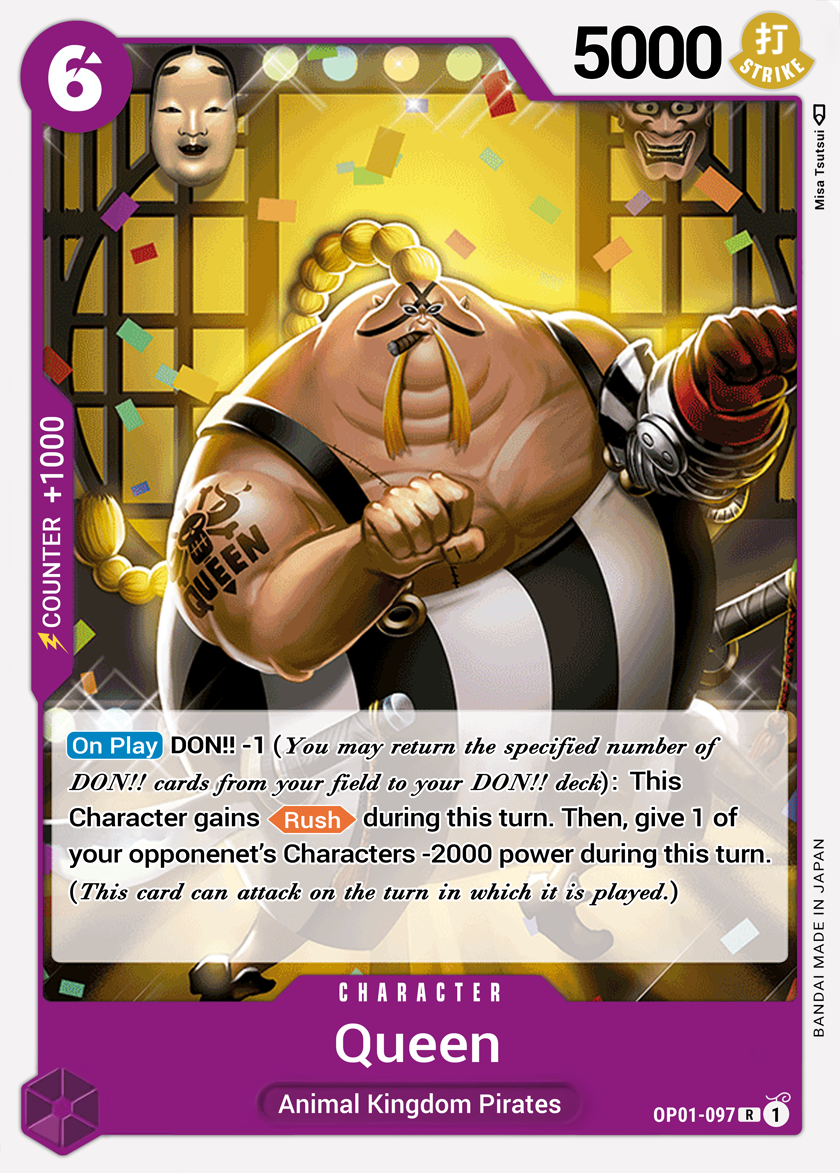 6
5000
打
STRIKE
Misa Tsutsui
COUNTER +1000
QUEEN
On Play DON!! -1 (You may return the specified number of
DON!! cards from your field to your DON!! deck): This
Character gains Rush during this turn. Then, give 1 of
your opponenet's Characters -2000 power during this turn.
(This card can attack on the turn in which it is played.)
BANDAI MADE IN JAPAN
CHARACTER
Queen
Animal Kingdom Pirates
OP01-097 R 1